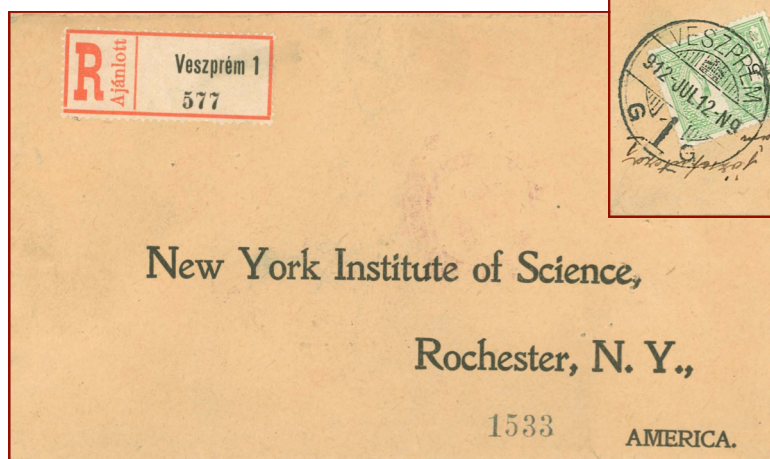 R
Ajánlott
Veszprém 1
577
VESZPRÉM
912-JUL.12-N9
1
G G
New York Institute of Science,
Rochester, N. Y.,
1533
AMERICA.